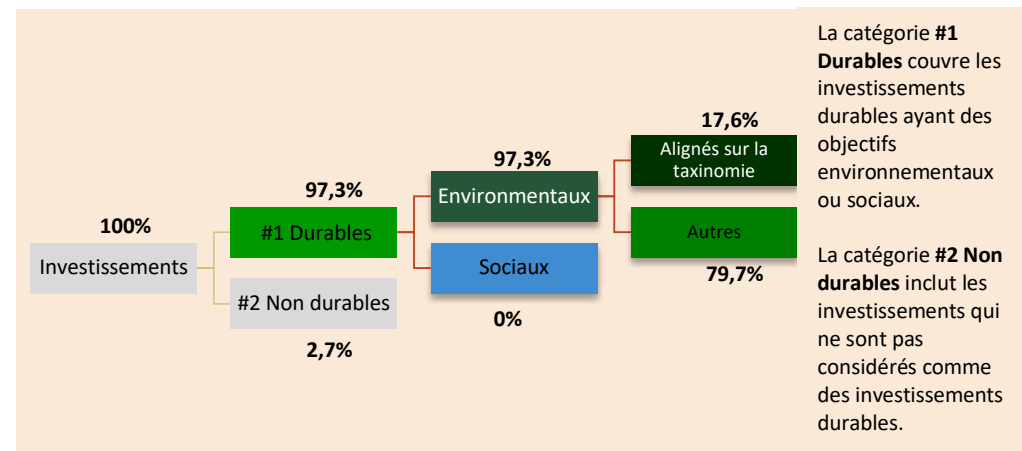 100%
Investissements
97,3%
#1 Durables
#2 Non durables
2,7%
97,3%
Environmentaux
Sociaux
0%
17,6%
Alignés sur la
taxinomie
Autres
79,7%
La catégorie #1
Durables couvre les
investissements
durables ayant des
objectifs
environnementaux
ou sociaux.
La catégorie #2 Non
durables inclut les
investissements qui
ne sont pas
considérés comme
des investissements
durables.